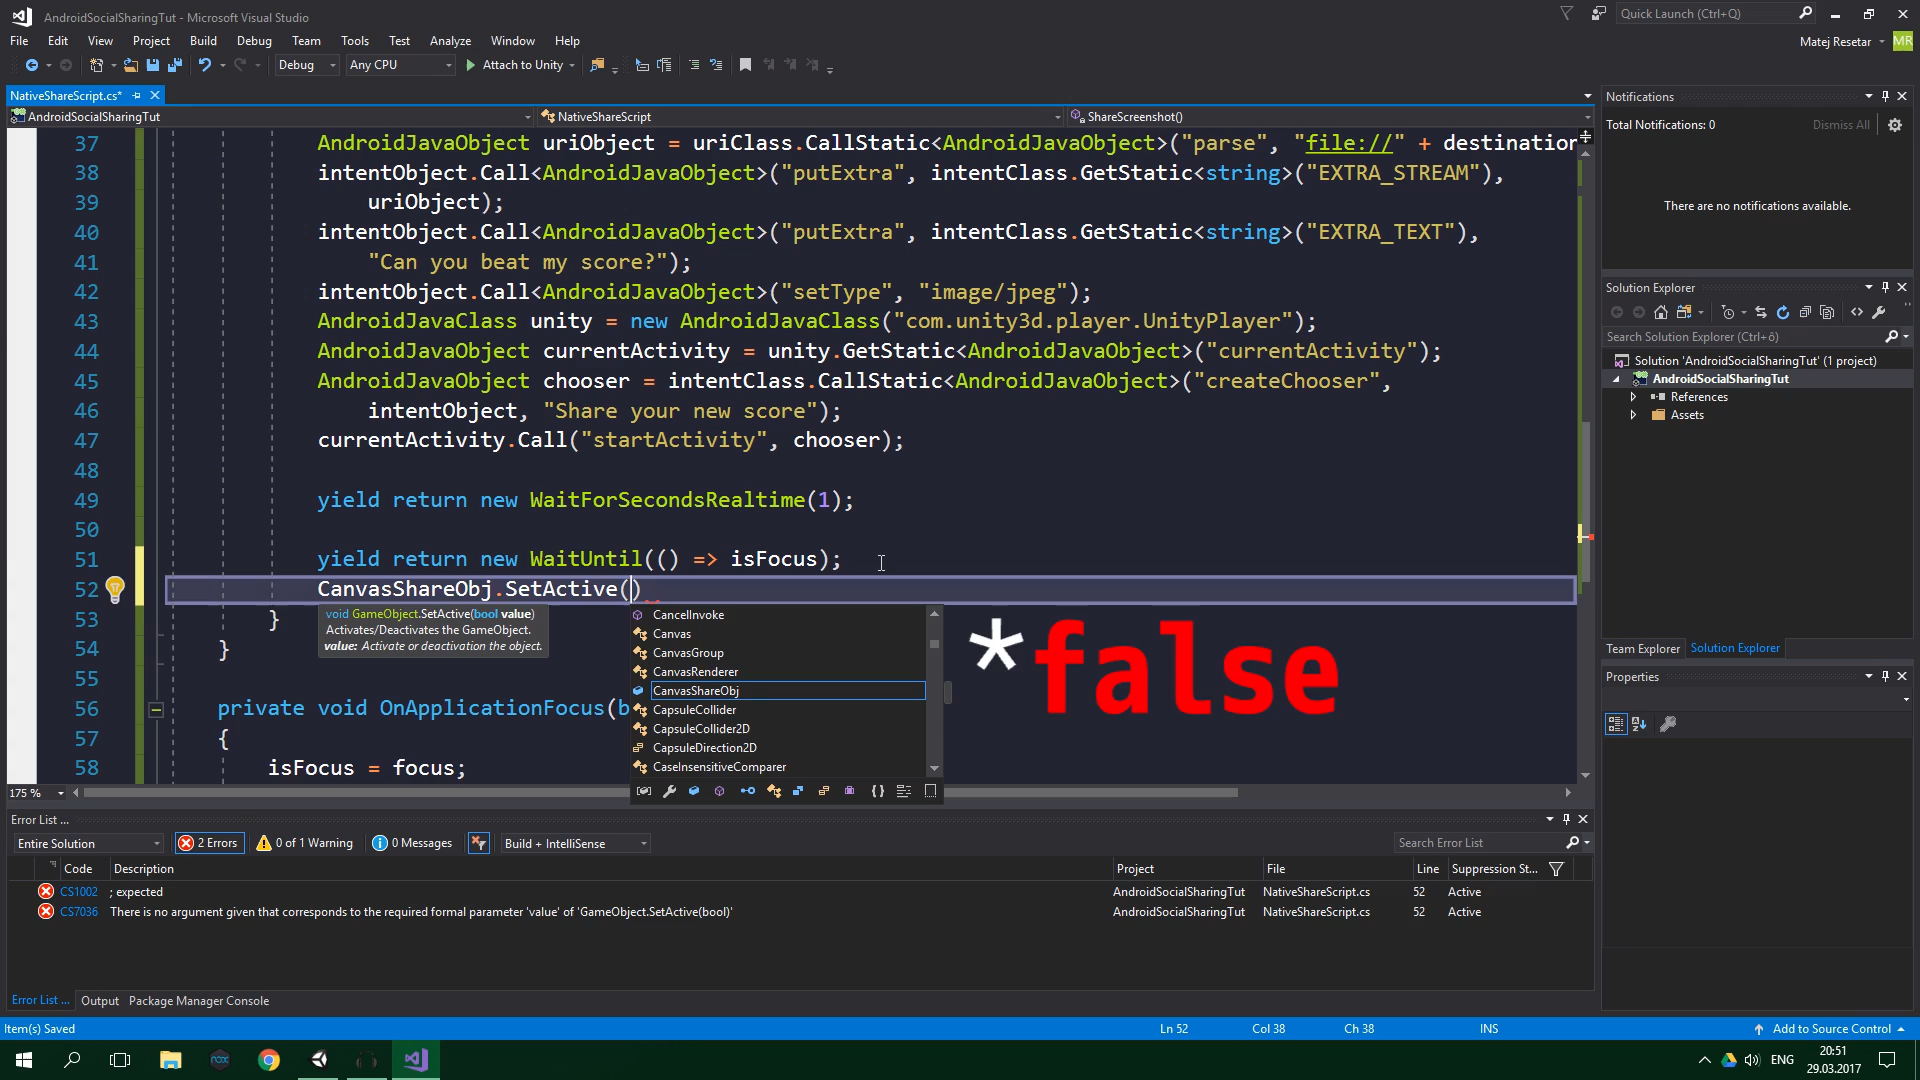 AndroidSocialSharingTut - Microsoft Visual Studio
Quick Launch (Ctrl+Q)
File Edit View Project Build Debug Team Tools Test Analyze Window Help
Matej Resetar MR
Debug Any CPU Attach to Unity
NativeShareScript.cs*
AndroidSocialSharingTut NativeShareScript ShareScreenshot()
37 AndroidJavaObject uriObject = uriClass.CallStatic<AndroidJavaObject>("parse", "file://" + destination
38 intentObject.Call<AndroidJavaObject>("putExtra", intentClass.GetStatic<string>("EXTRA_STREAM"),
39 uriObject);
40 intentObject.Call<AndroidJavaObject>("putExtra", intentClass.GetStatic<string>("EXTRA_TEXT"),
41 "Can you beat my score?");
42 intentObject.Call<AndroidJavaObject>("setType", "image/jpeg");
43 AndroidJavaClass unity = new AndroidJavaClass("com.unity3d.player.UnityPlayer");
44 AndroidJavaObject currentActivity = unity.GetStatic<AndroidJavaObject>("currentActivity");
45 AndroidJavaObject chooser = intentClass.CallStatic<AndroidJavaObject>("createChooser",
46 intentObject, "Share your new score");
47 currentActivity.Call("startActivity", chooser);
48
49 yield return new WaitForSecondsRealtime(1);
50
51 yield return new WaitUntil(() => isFocus);
52 CanvasShareObj.SetActive()
53 }
54 }
55
56 private void OnApplicationFocus(b
57 {
58 isFocus = focus;
void GameObject.SetActive(bool value)
Activates/Deactivates the GameObject.
value: Activate or deactivation the object.
CancelInvoke
Canvas
CanvasGroup
CanvasRenderer
CanvasShareObj
CapsuleCollider
CapsuleCollider2D
CapsuleDirection2D
CaseInsensitiveComparer
*false
175 %
Notifications
Total Notifications: 0 Dismiss All
There are no notifications available.
Solution Explorer
Search Solution Explorer (Ctrl+š)
Solution 'AndroidSocialSharingTut' (1 project)
AndroidSocialSharingTut
References
Assets
Team Explorer Solution Explorer
Properties
Error List ...
Entire Solution 2 Errors 0 of 1 Warning 0 Messages Build + IntelliSense Search Error List
Code Description Project File Line Suppression St...
CS1002 ; expected AndroidSocialSharingTut NativeShareScript.cs 52 Active
CS7036 There is no argument given that corresponds to the required formal parameter 'value' of 'GameObject.SetActive(bool)' AndroidSocialSharingTut NativeShareScript.cs 52 Active
Error List ... Output Package Manager Console
Item(s) Saved Ln 52 Col 38 Ch 38 INS Add to Source Control
ENG 20:51
29.03.2017